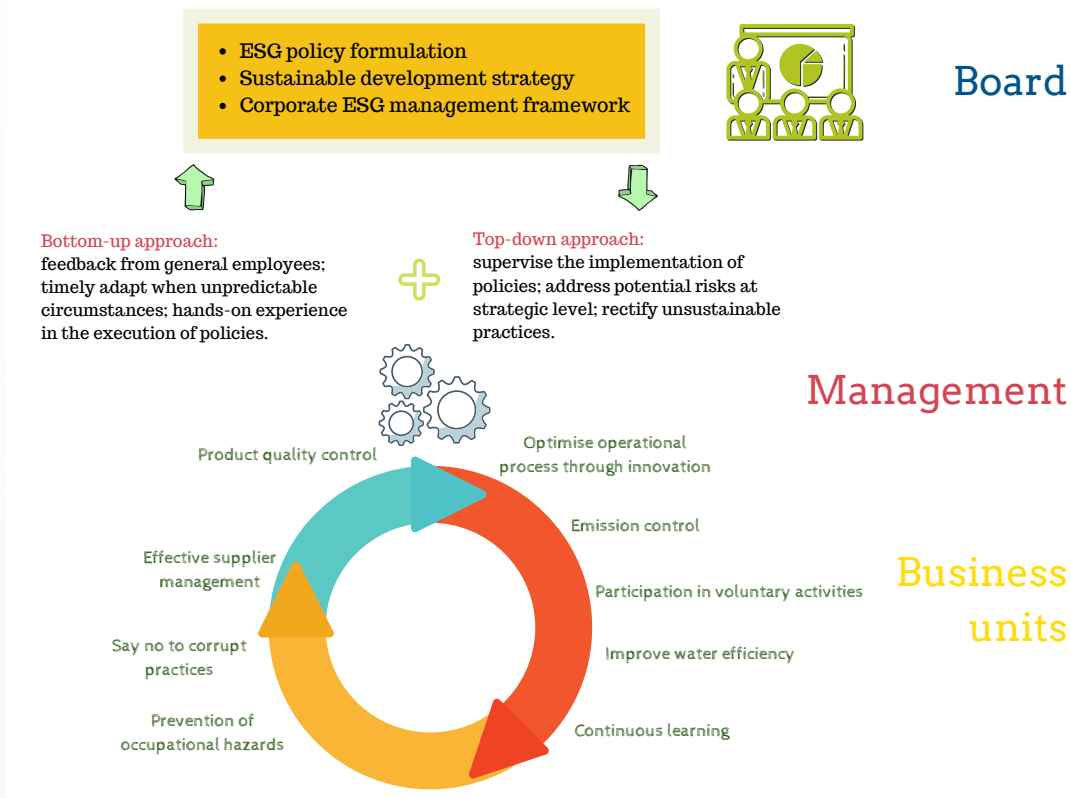 • ESG policy formulation
• Sustainable development strategy
• Corporate ESG management framework
Board
Bottom-up approach:
feedback from general employees;
timely adapt when unpredictable
circumstances; hands-on experience
in the execution of policies.
Top-down approach:
supervise the implementation of
policies; address potential risks at
strategic level; rectify unsustainable
practices.
Management
Product quality control
Optimise operational
process through innovation
Emission control
Effective supplier
management
Participation in voluntary activities
Business
units
Say no to corrupt
practices
Improve water efficiency
Prevention of
occupational hazards
Continuous learning